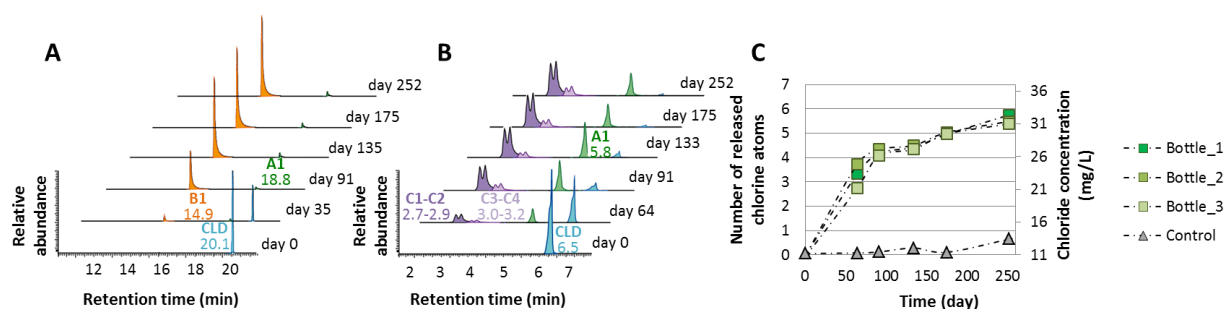 A
Relative
abundance
day 252
day 175
day 135
A1
18.8
day 91
B1
14.9
day 35
CLD
20.1
day 0
12 14 16 18 20
Retention time (min)
B
Relative
abundance
day 252
day 175
A1
5.8
day 133
day 91
C1-C2
2.7-2.9
C3-C4
3.0-3.2
day 64
CLD
6.5
day 0
2 3 4 5 6 7
Retention time (min)
C
Number of released
chlorine atoms
7
6
5
4
3
2
1
0
0 50 100 150 200 250
Time (day)
36
31
26
21
16
11
Chloride concentration
(mg/L)
Bottle_1
Bottle_2
Bottle_3
Control